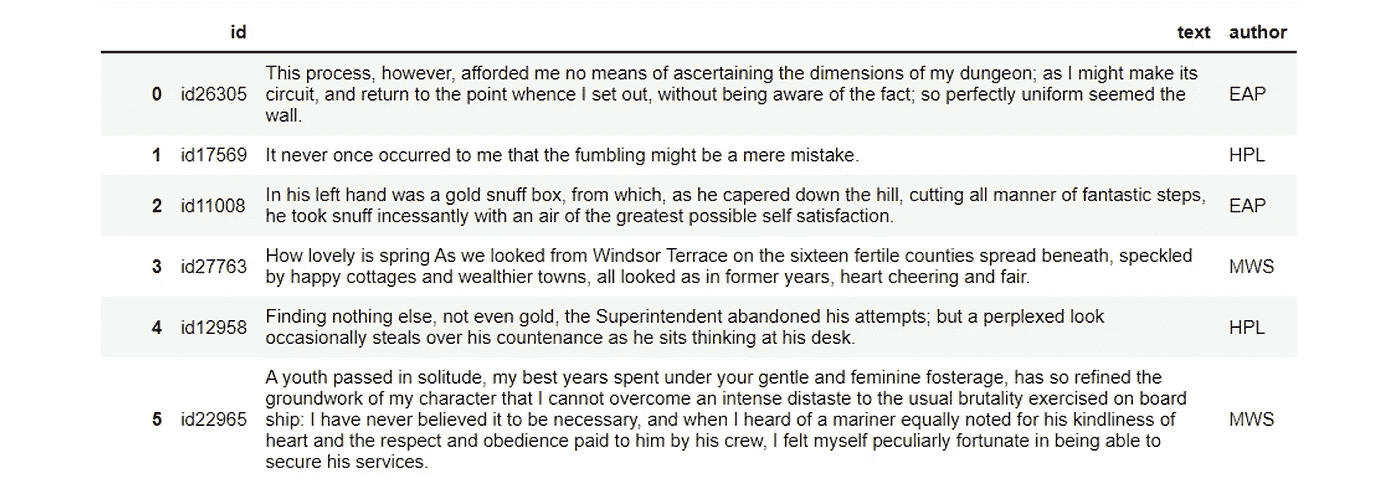 id text author
This process, however, afforded me no means of ascertaining the dimensions of my dungeon; as I might make its
0 id26305 circuit, and return to the point whence I set out, without being aware of the fact; so perfectly uniform seemed the EAP
wall.
1 id17569 It never once occurred to me that the fumbling might be a mere mistake. HPL
2 id11008 In his left hand was a gold snuff box, from which, as he capered down the hill, cutting all manner of fantastic steps, EAP
he took snuff incessantly with an air of the greatest possible self satisfaction.
3 id27763 How lovely is spring As we looked from Windsor Terrace on the sixteen fertile counties spread beneath, speckled MWS
by happy cottages and wealthier towns, all looked as in former years, heart cheering and fair.
4 id12958 Finding nothing else, not even gold, the Superintendent abandoned his attempts; but a perplexed look HPL
occasionally steals over his countenance as he sits thinking at his desk.
A youth passed in solitude, my best years spent under your gentle and feminine fosterage, has so refined the
groundwork of my character that I cannot overcome an intense distaste to the usual brutality exercised on board
5 id22965 ship: I have never believed it to be necessary, and when I heard of a mariner equally noted for his kindliness of MWS
heart and the respect and obedience paid to him by his crew, I felt myself peculiarly fortunate in being able to
secure his services.